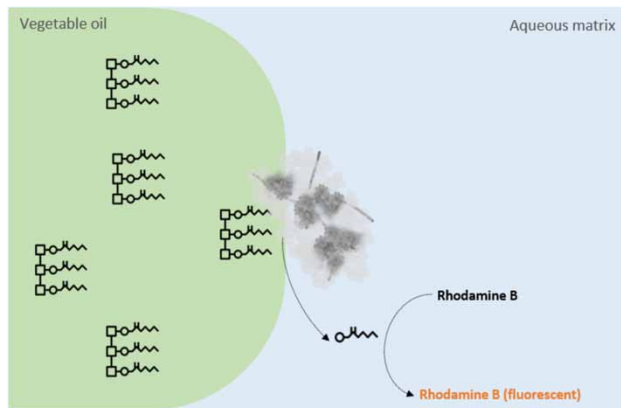 Vegetable oil
Aqueous matrix
Rhodamine B
Rhodamine B (fluorescent)